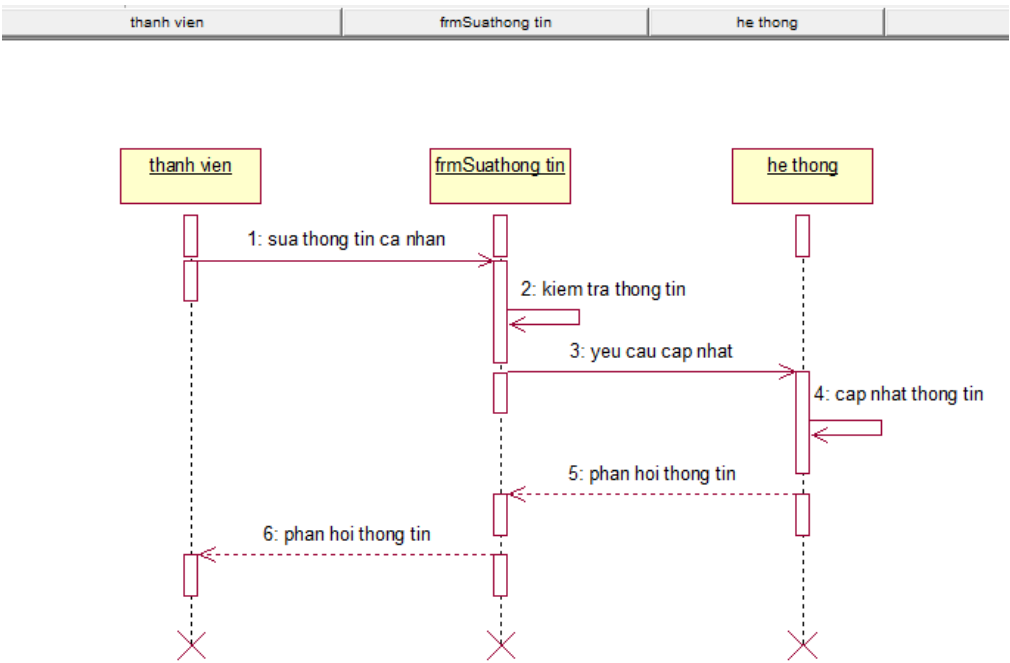 thanh vien
frmSuathong tin
he thong
thanh vien
frmSuathong tin
he thong
1: sua thong tin ca nhan
2: kiem tra thong tin
3: yeu cau cap nhat
4: cap nhat thong tin
5: phan hoi thong tin
6: phan hoi thong tin